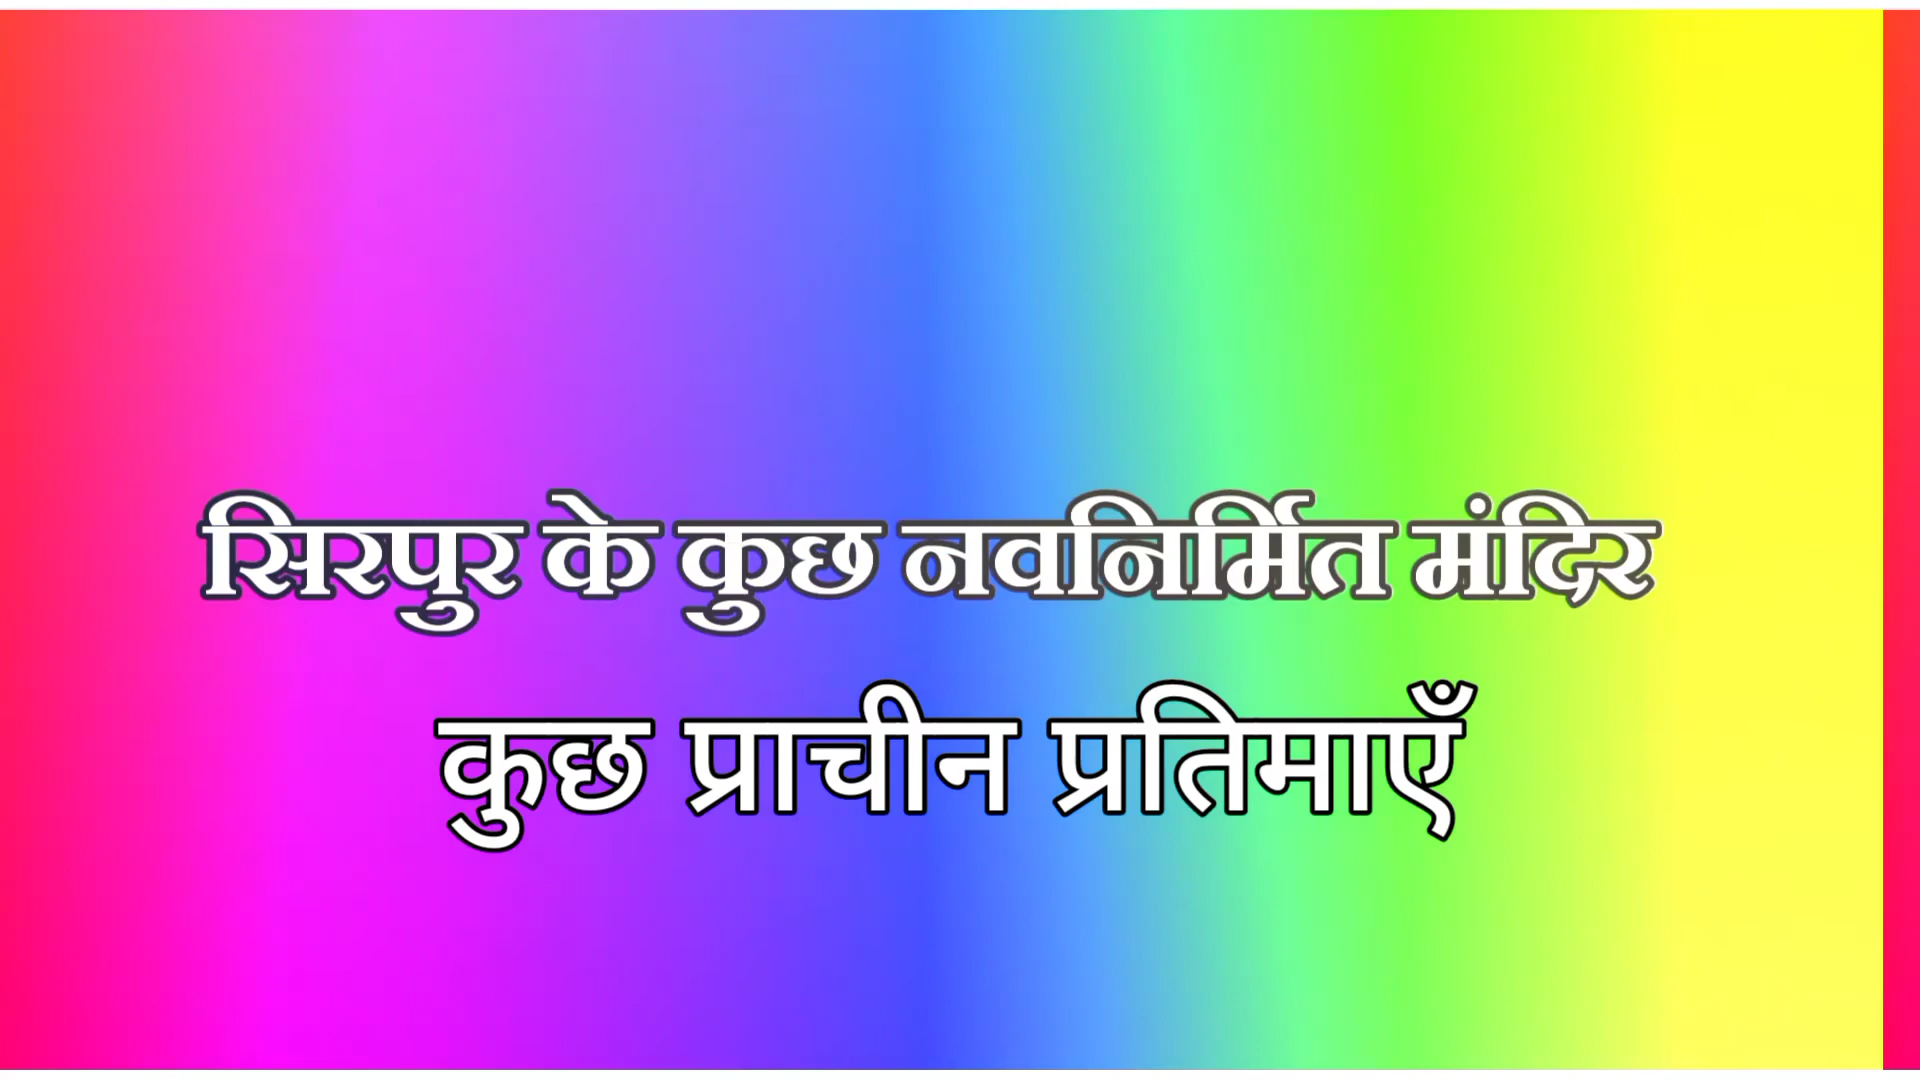 सिरपुर के कुछ नवनिर्मित मंदिर
कुछ प्राचीन प्रतिमाएँ